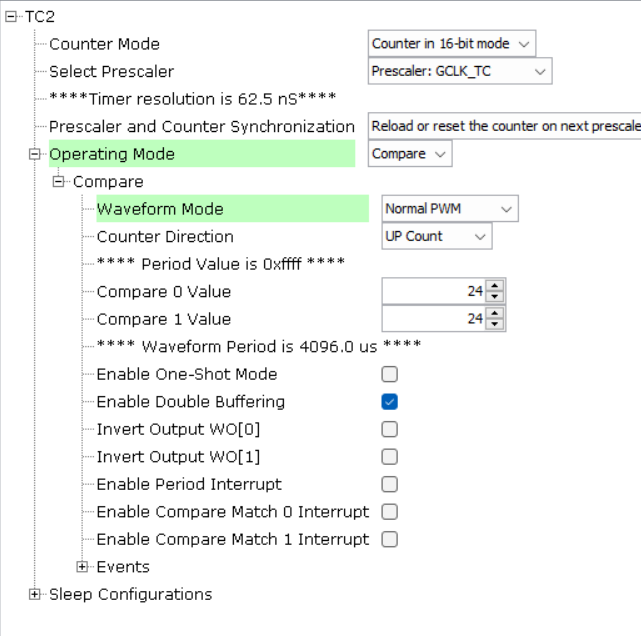 TC2
Counter Mode Counter in 16-bit mode
Select Prescaler Prescaler: GCLK_TC
****Timer resolution is 62.5 nS****
Prescaler and Counter Synchronization Reload or reset the counter on next prescale
Operating Mode Compare
Compare
Waveform Mode Normal PWM
Counter Direction UP Count
**** Period Value is 0xffff ****
Compare 0 Value 24
Compare 1 Value 24
**** Waveform Period is 4096.0 us ****
Enable One-Shot Mode
Enable Double Buffering
Invert Output WO[0]
Invert Output WO[1]
Enable Period Interrupt
Enable Compare Match 0 Interrupt
Enable Compare Match 1 Interrupt
Events
Sleep Configurations